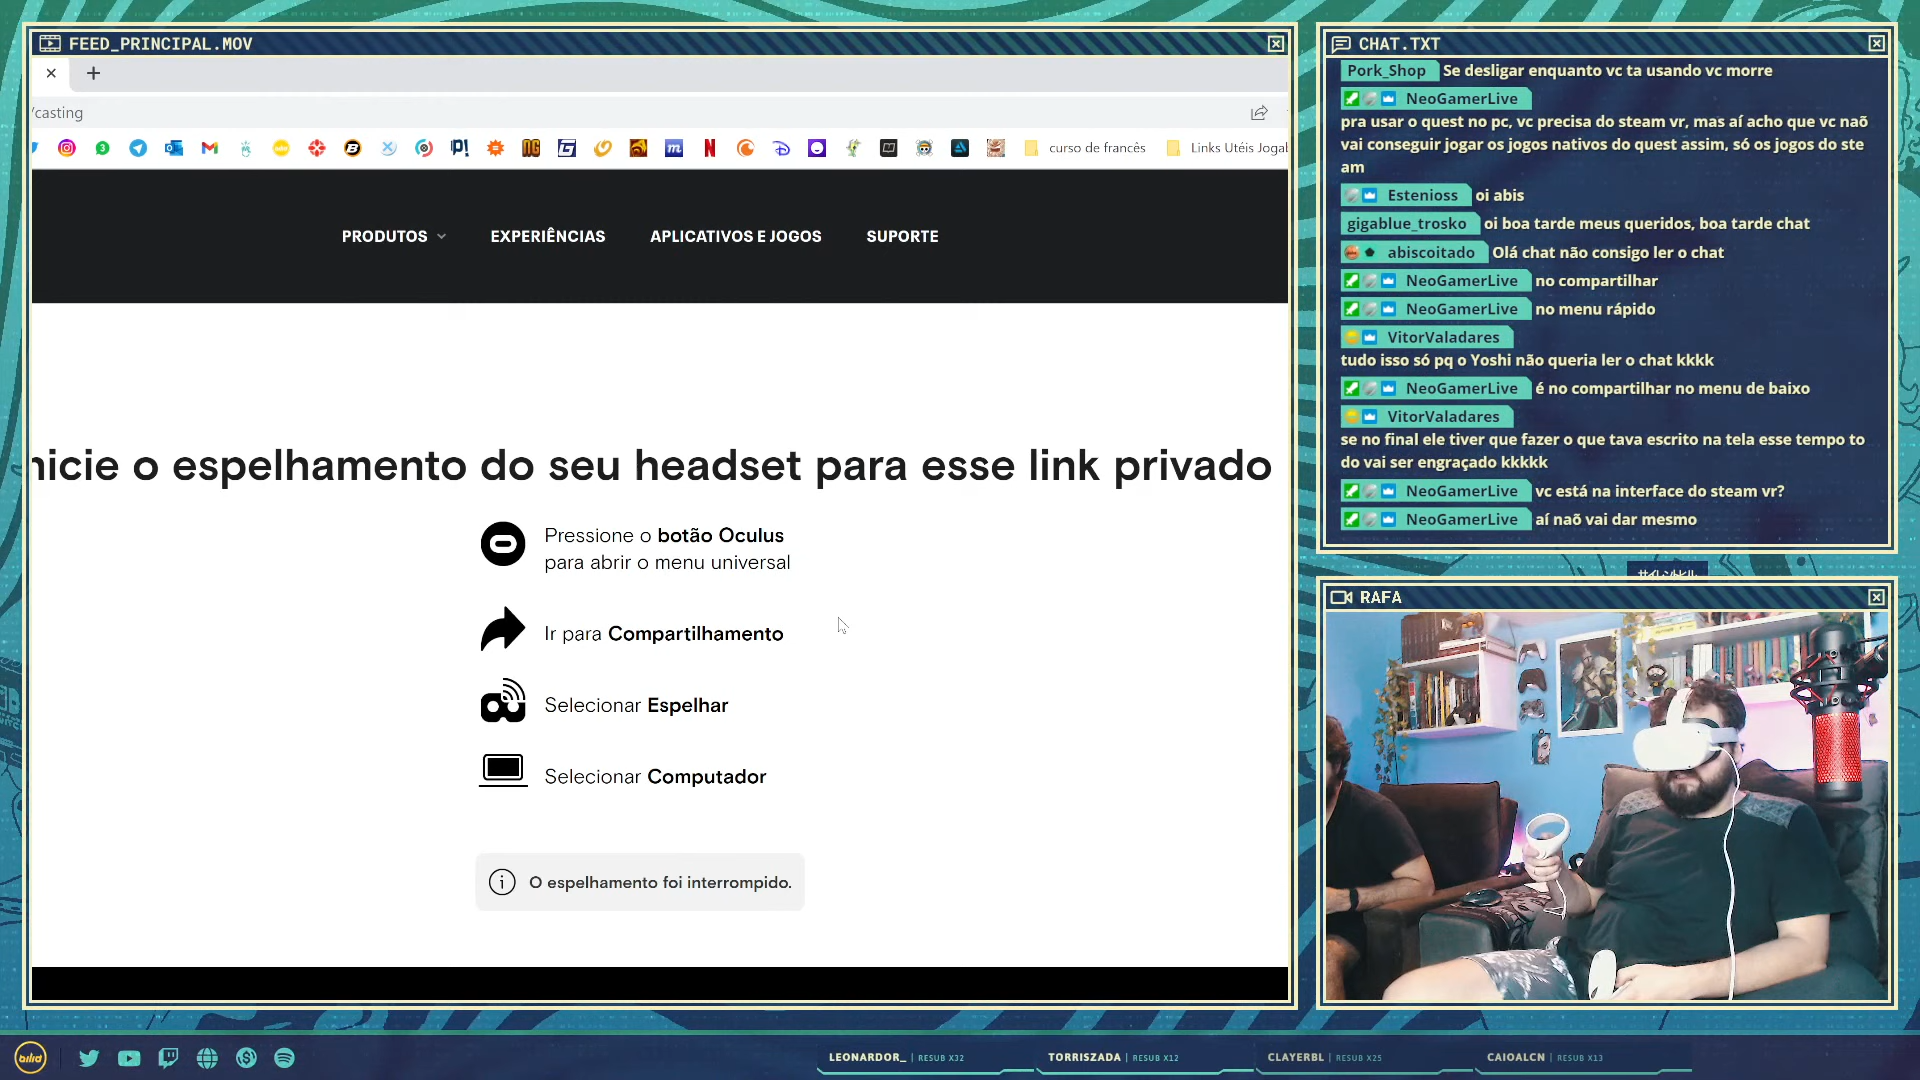 FEED_PRINCIPAL.MOV
/casting
curso de francês
Links Utéis Jogal
PRODUTOS
EXPERIÊNCIAS
APLICATIVOS E JOGOS
SUPORTE
nicie o espelhamento do seu headset para esse link privado
Pressione o botão Oculus
para abrir o menu universal
Ir para Compartilhamento
Selecionar Espelhar
Selecionar Computador
O espelhamento foi interrompido.
CHAT.TXT
Pork_Shop Se desligar enquanto vc ta usando vc morre
NeoGamerLive
pra usar o quest no pc, vc precisa do steam vr, mas aí acho que vc naõ
vai conseguir jogar os jogos nativos do quest assim, só os jogos do ste
am
Estenioss oi abis
gigablue_trosko oi boa tarde meus queridos, boa tarde chat
abiscoitado Olá chat não consigo ler o chat
NeoGamerLive no compartilhar
NeoGamerLive no menu rápido
VitorValadares
tudo isso só pq o Yoshi não queria ler o chat kkkk
NeoGamerLive é no compartilhar no menu de baixo
VitorValadares
se no final ele tiver que fazer o que tava escrito na tela esse tempo to
do vai ser engraçado kkkkk
NeoGamerLive vc está na interface do steam vr?
NeoGamerLive aí naõ vai dar mesmo
サイレントヒル
RAFA
bilid
LEONARDOR_ | RESUB X32
TORRISZADA | RESUB X12
CLAYERBL | RESUB X25
CAIOALCN | RESUB X13